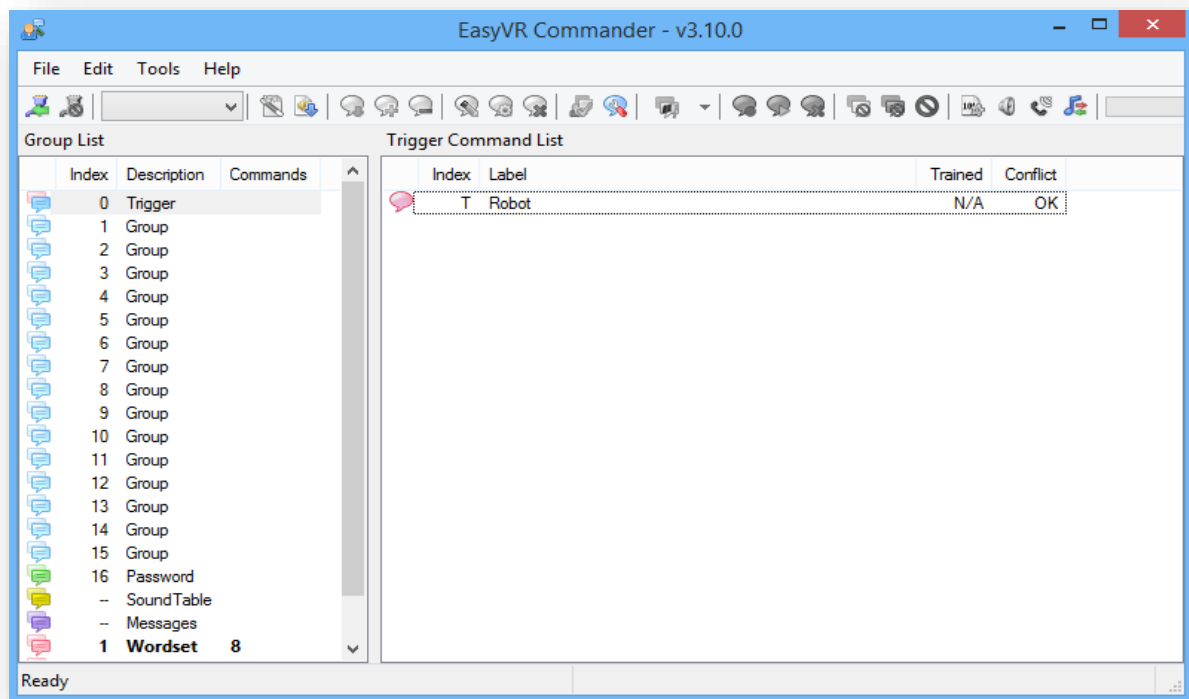 EasyVR Commander - v3.10.0
File Edit Tools Help
Group List
Index Description Commands
0 Trigger
1 Group
2 Group
3 Group
4 Group
5 Group
6 Group
7 Group
8 Group
9 Group
10 Group
11 Group
12 Group
13 Group
14 Group
15 Group
16 Password
-- SoundTable
-- Messages
1 Wordset 8
Trigger Command List
Index Label Trained Conflict
T Robot N/A OK
Ready